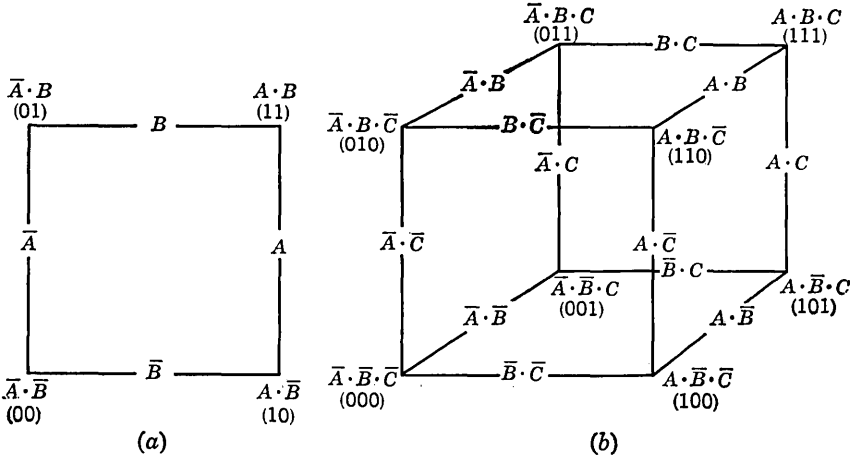 A̅·B
(01)
A·B
(11)
B
A̅
A
B̅
A̅·B̅
(00)
A·B̅
(10)
(a)
A̅·B·C
(011)
A·B·C
(111)
B·C
A̅·B
A·B
A̅·B·C̅
(010)
B·C̅
A·B·C̅
(110)
A̅·C
A·C
A̅·C̅
A·C̅
B̅·C
A̅·B̅·C
(001)
A·B̅·C
(101)
A̅·B̅
A·B̅
A̅·B̅·C̅
(000)
B̅·C̅
A·B̅·C̅
(100)
(b)